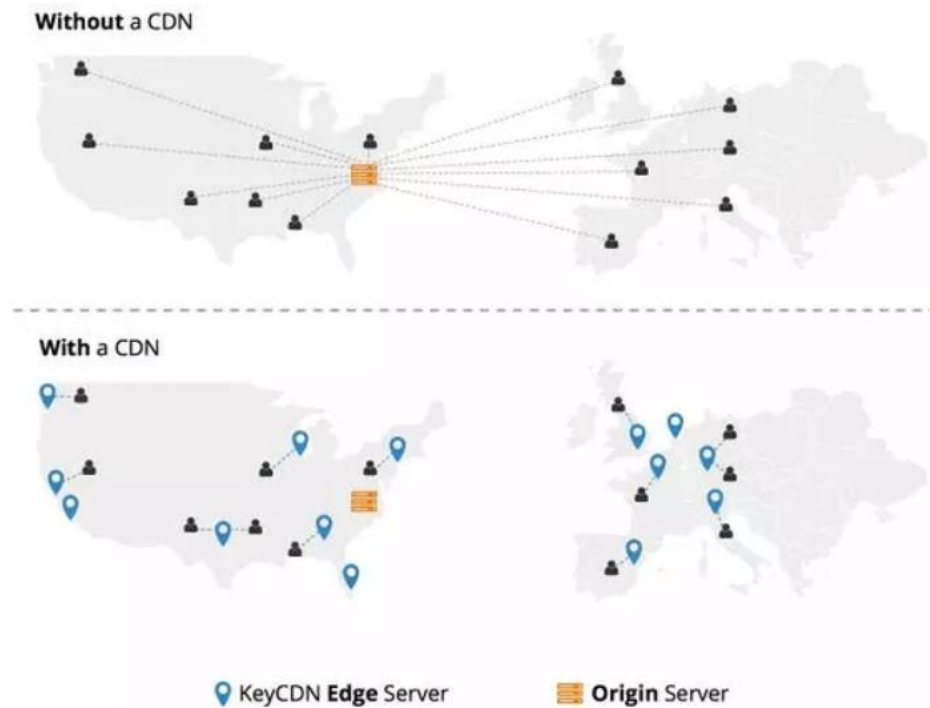 Without a CDN
With a CDN
KeyCDN Edge Server
Origin Server